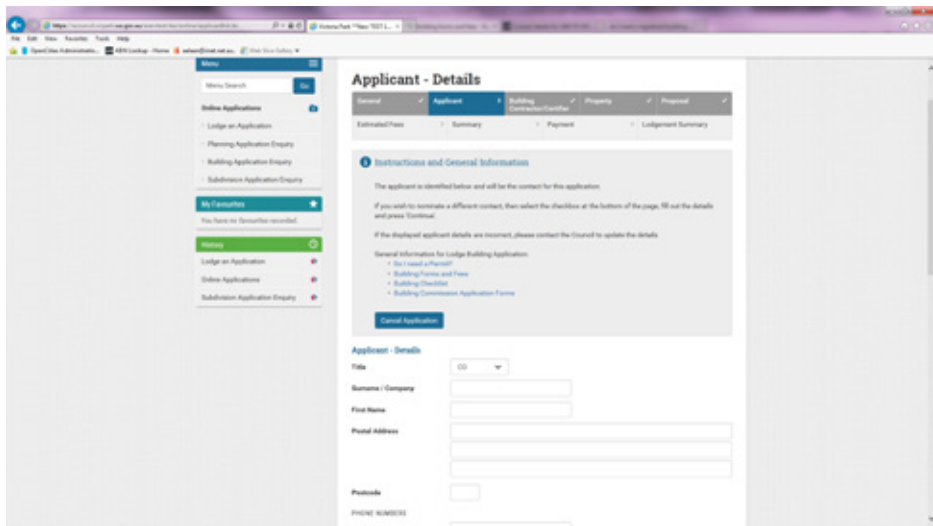 File Edit View Favorites Tools Help
Menu
Menu Search
Go
Online Applications
Lodge an Application
Planning Application Enquiry
Building Application Enquiry
Subdivision Application Enquiry
My Favourites
You have no favourites recorded.
History
Lodge an Application
Online Applications
Subdivision Application Enquiry
Applicant - Details
General
Applicant
Building Contractor/Certifier
Property
Proposal
Estimated Fees
Summary
Payment
Lodgement Summary
Instructions and General Information
The applicant is identified below and will be the contact for this application.
If you wish to nominate a different contact, then select the checkbox at the bottom of the page, fill out the details
and press 'Continue'.
If the displayed applicant details are incorrect, please contact the Council to update the details
General Information for Lodge Building Application:
Do I need a Permit?
Building Forms and Fees
Building Checklist
Building Commission Application Forms
Cancel Application
Applicant - Details
Title
CO
Surname / Company
First Name
Postal Address
Postcode
PHONE NUMBERS